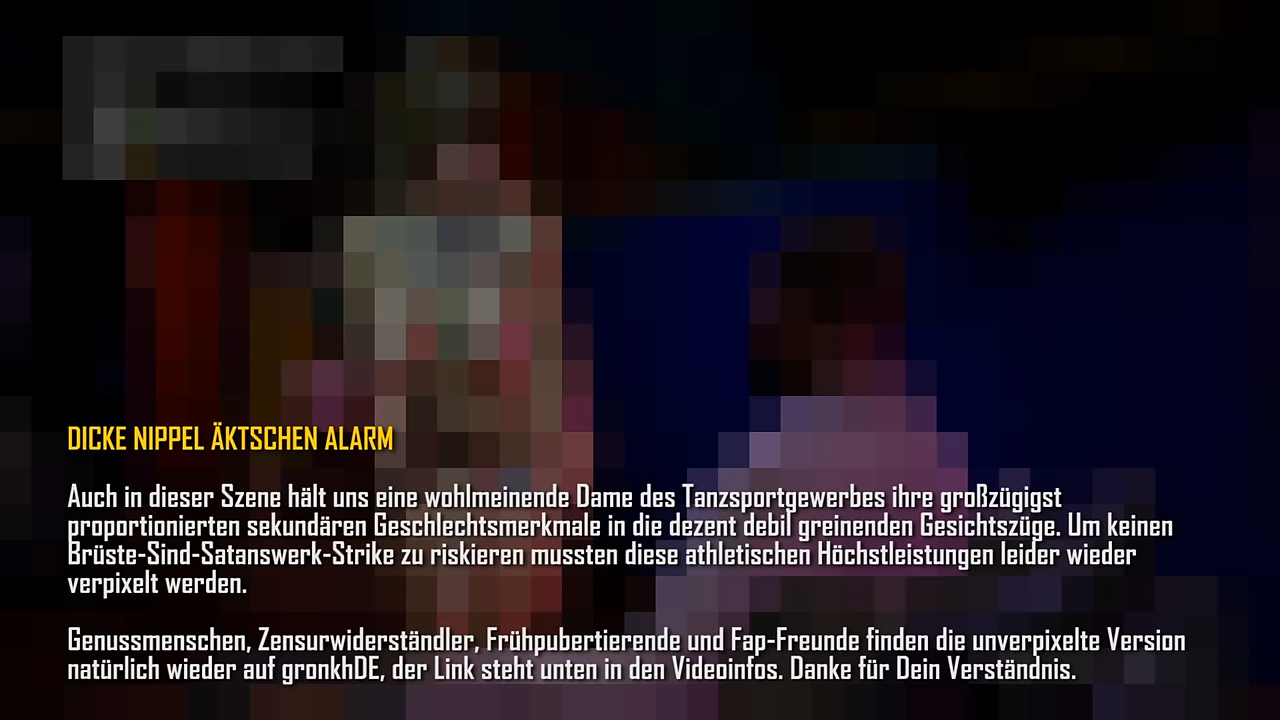 DICKE NIPPEL ÄKTSCHEN ALARM
Auch in dieser Szene hält uns eine wohlmeinende Dame des Tanzsportgewerbes ihre großzügigst
proportionierten sekundären Geschlechtsmerkmale in die dezent debil greinenden Gesichtszüge. Um keinen
Brüste-Sind-Satanswerk-Strike zu riskieren mussten diese athletischen Höchstleistungen leider wieder
verpixelt werden.
Genussmenschen, Zensurwiderständler, Frühpubertierende und Fap-Freunde finden die unverpixelte Version
natürlich wieder auf gronkhDE, der Link steht unten in den Videoinfos. Danke für Dein Verständnis.